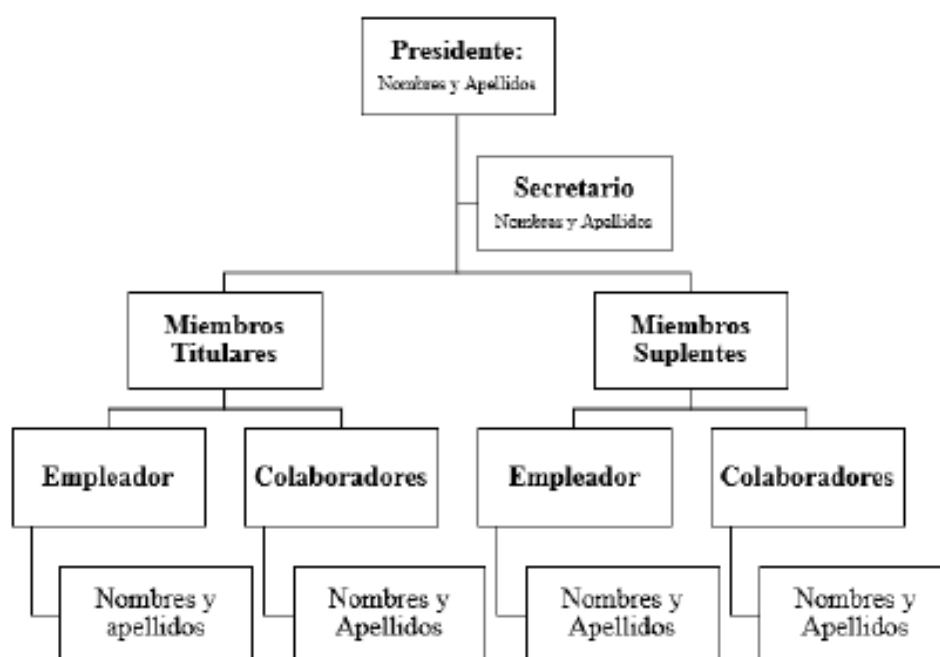 Presidente:
Nombres y Apellidos
Secretario
Nombres y Apellidos
Miembros
Titulares
Miembros
Suplentes
Empleador
Colaboradores
Empleador
Colaboradores
Nombres y
apellidos
Nombres y
Apellidos
Nombres y
Apellidos
Nombres y
Apellidos